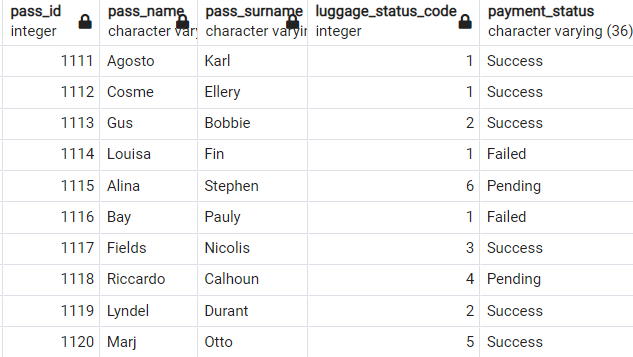 pass_id pass_name pass_surname luggage_status_code payment_status
integer character vary character varyin integer character varying (36)
1111 Agosto Karl 1 Success
1112 Cosme Ellery 1 Success
1113 Gus Bobbie 2 Success
1114 Louisa Fin 1 Failed
1115 Alina Stephen 6 Pending
1116 Bay Pauly 1 Failed
1117 Fields Nicolis 3 Success
1118 Riccardo Calhoun 4 Pending
1119 Lyndel Durant 2 Success
1120 Marj Otto 5 Success